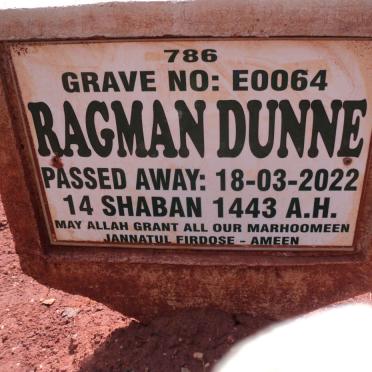 786
GRAVE NO: E0064
RAGMAN DUNNE
PASSED AWAY: 18-03-2022
14 SHABAN 1443 A.H.
MAY ALLAH GRANT ALL OUR MARHOOMEEN
JANNATUL FIRDOSE - AMEEN